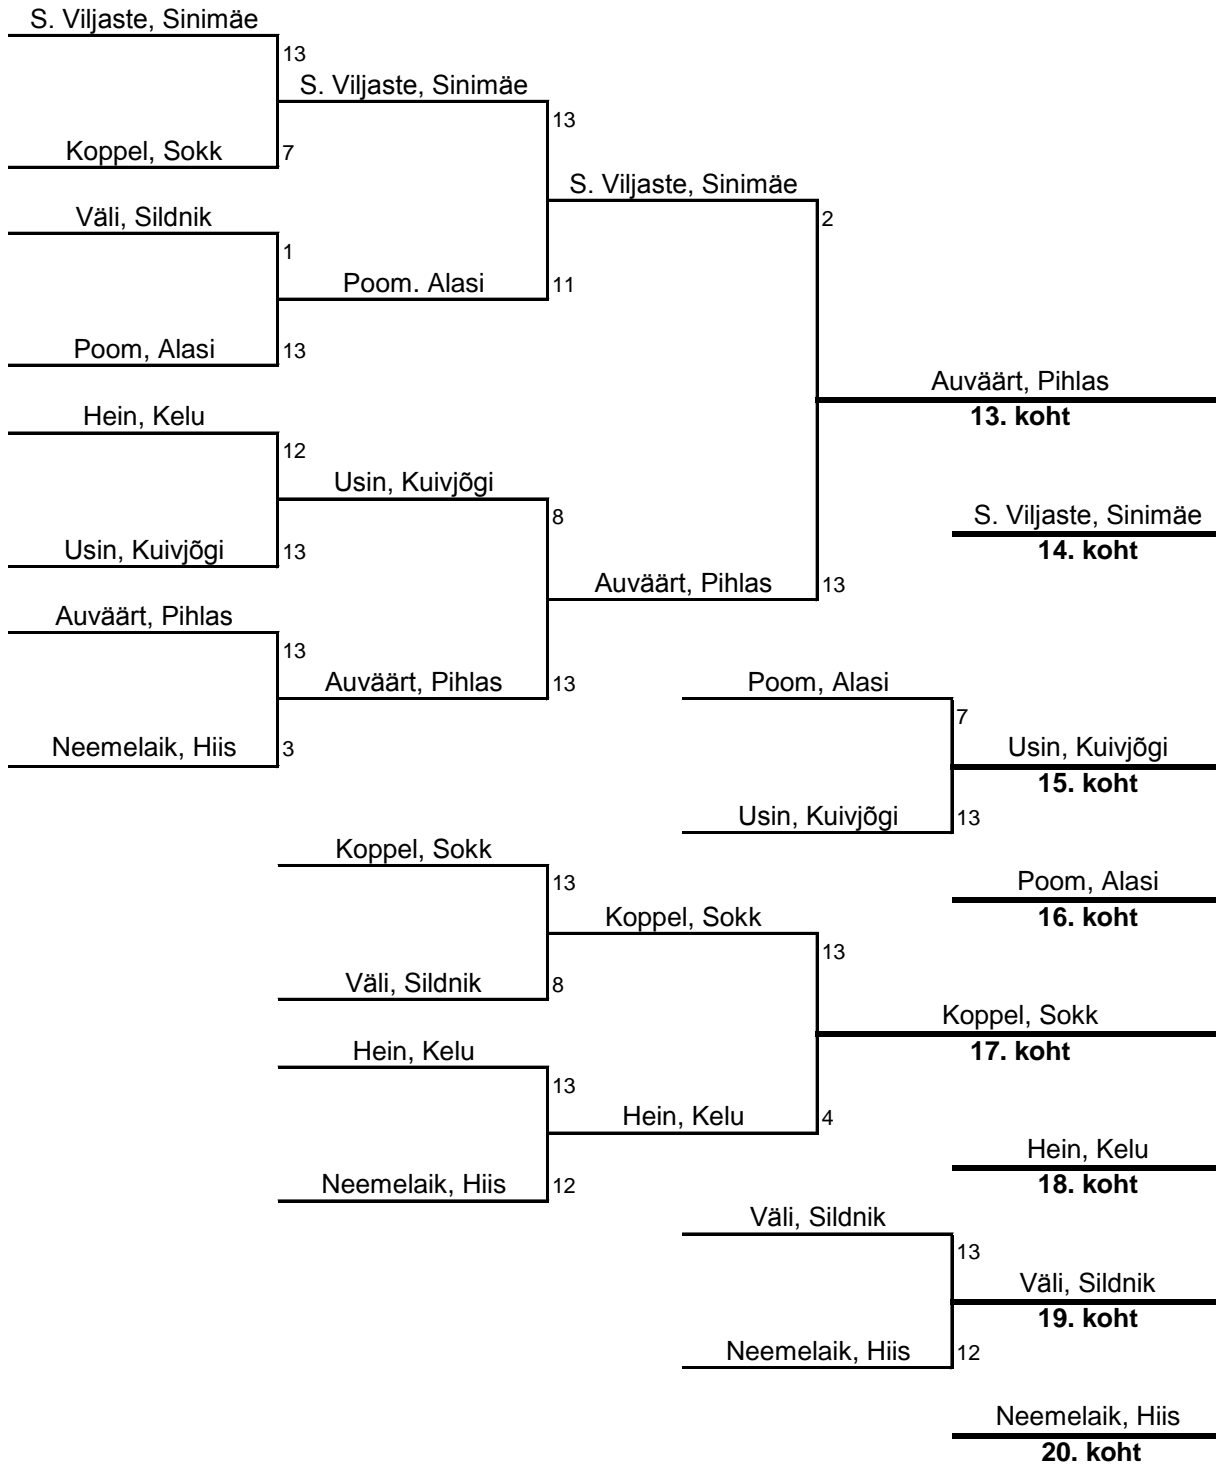 S. Viljaste, Sinimäe
13
S. Viljaste, Sinimäe
13
Koppel, Sokk
7
S. Viljaste, Sinimäe
2
Väli, Sildnik
1
Poom. Alasi
11
Poom, Alasi
13
Auväärt, Pihlas
13. koht
Hein, Kelu
12
Usin, Kuivjõgi
8
S. Viljaste, Sinimäe
14. koht
Usin, Kuivjõgi
13
Auväärt, Pihlas
13
Auväärt, Pihlas
13
Auväärt, Pihlas
13
Poom, Alasi
7
Neemelaik, Hiis
3
Usin, Kuivjõgi
15. koht
Usin, Kuivjõgi
13
Koppel, Sokk
13
Poom, Alasi
16. koht
Koppel, Sokk
13
Väli, Sildnik
8
Koppel, Sokk
17. koht
Hein, Kelu
13
Hein, Kelu
4
Hein, Kelu
18. koht
Neemelaik, Hiis
12
Väli, Sildnik
13
Väli, Sildnik
19. koht
Neemelaik, Hiis
12
Neemelaik, Hiis
20. koht